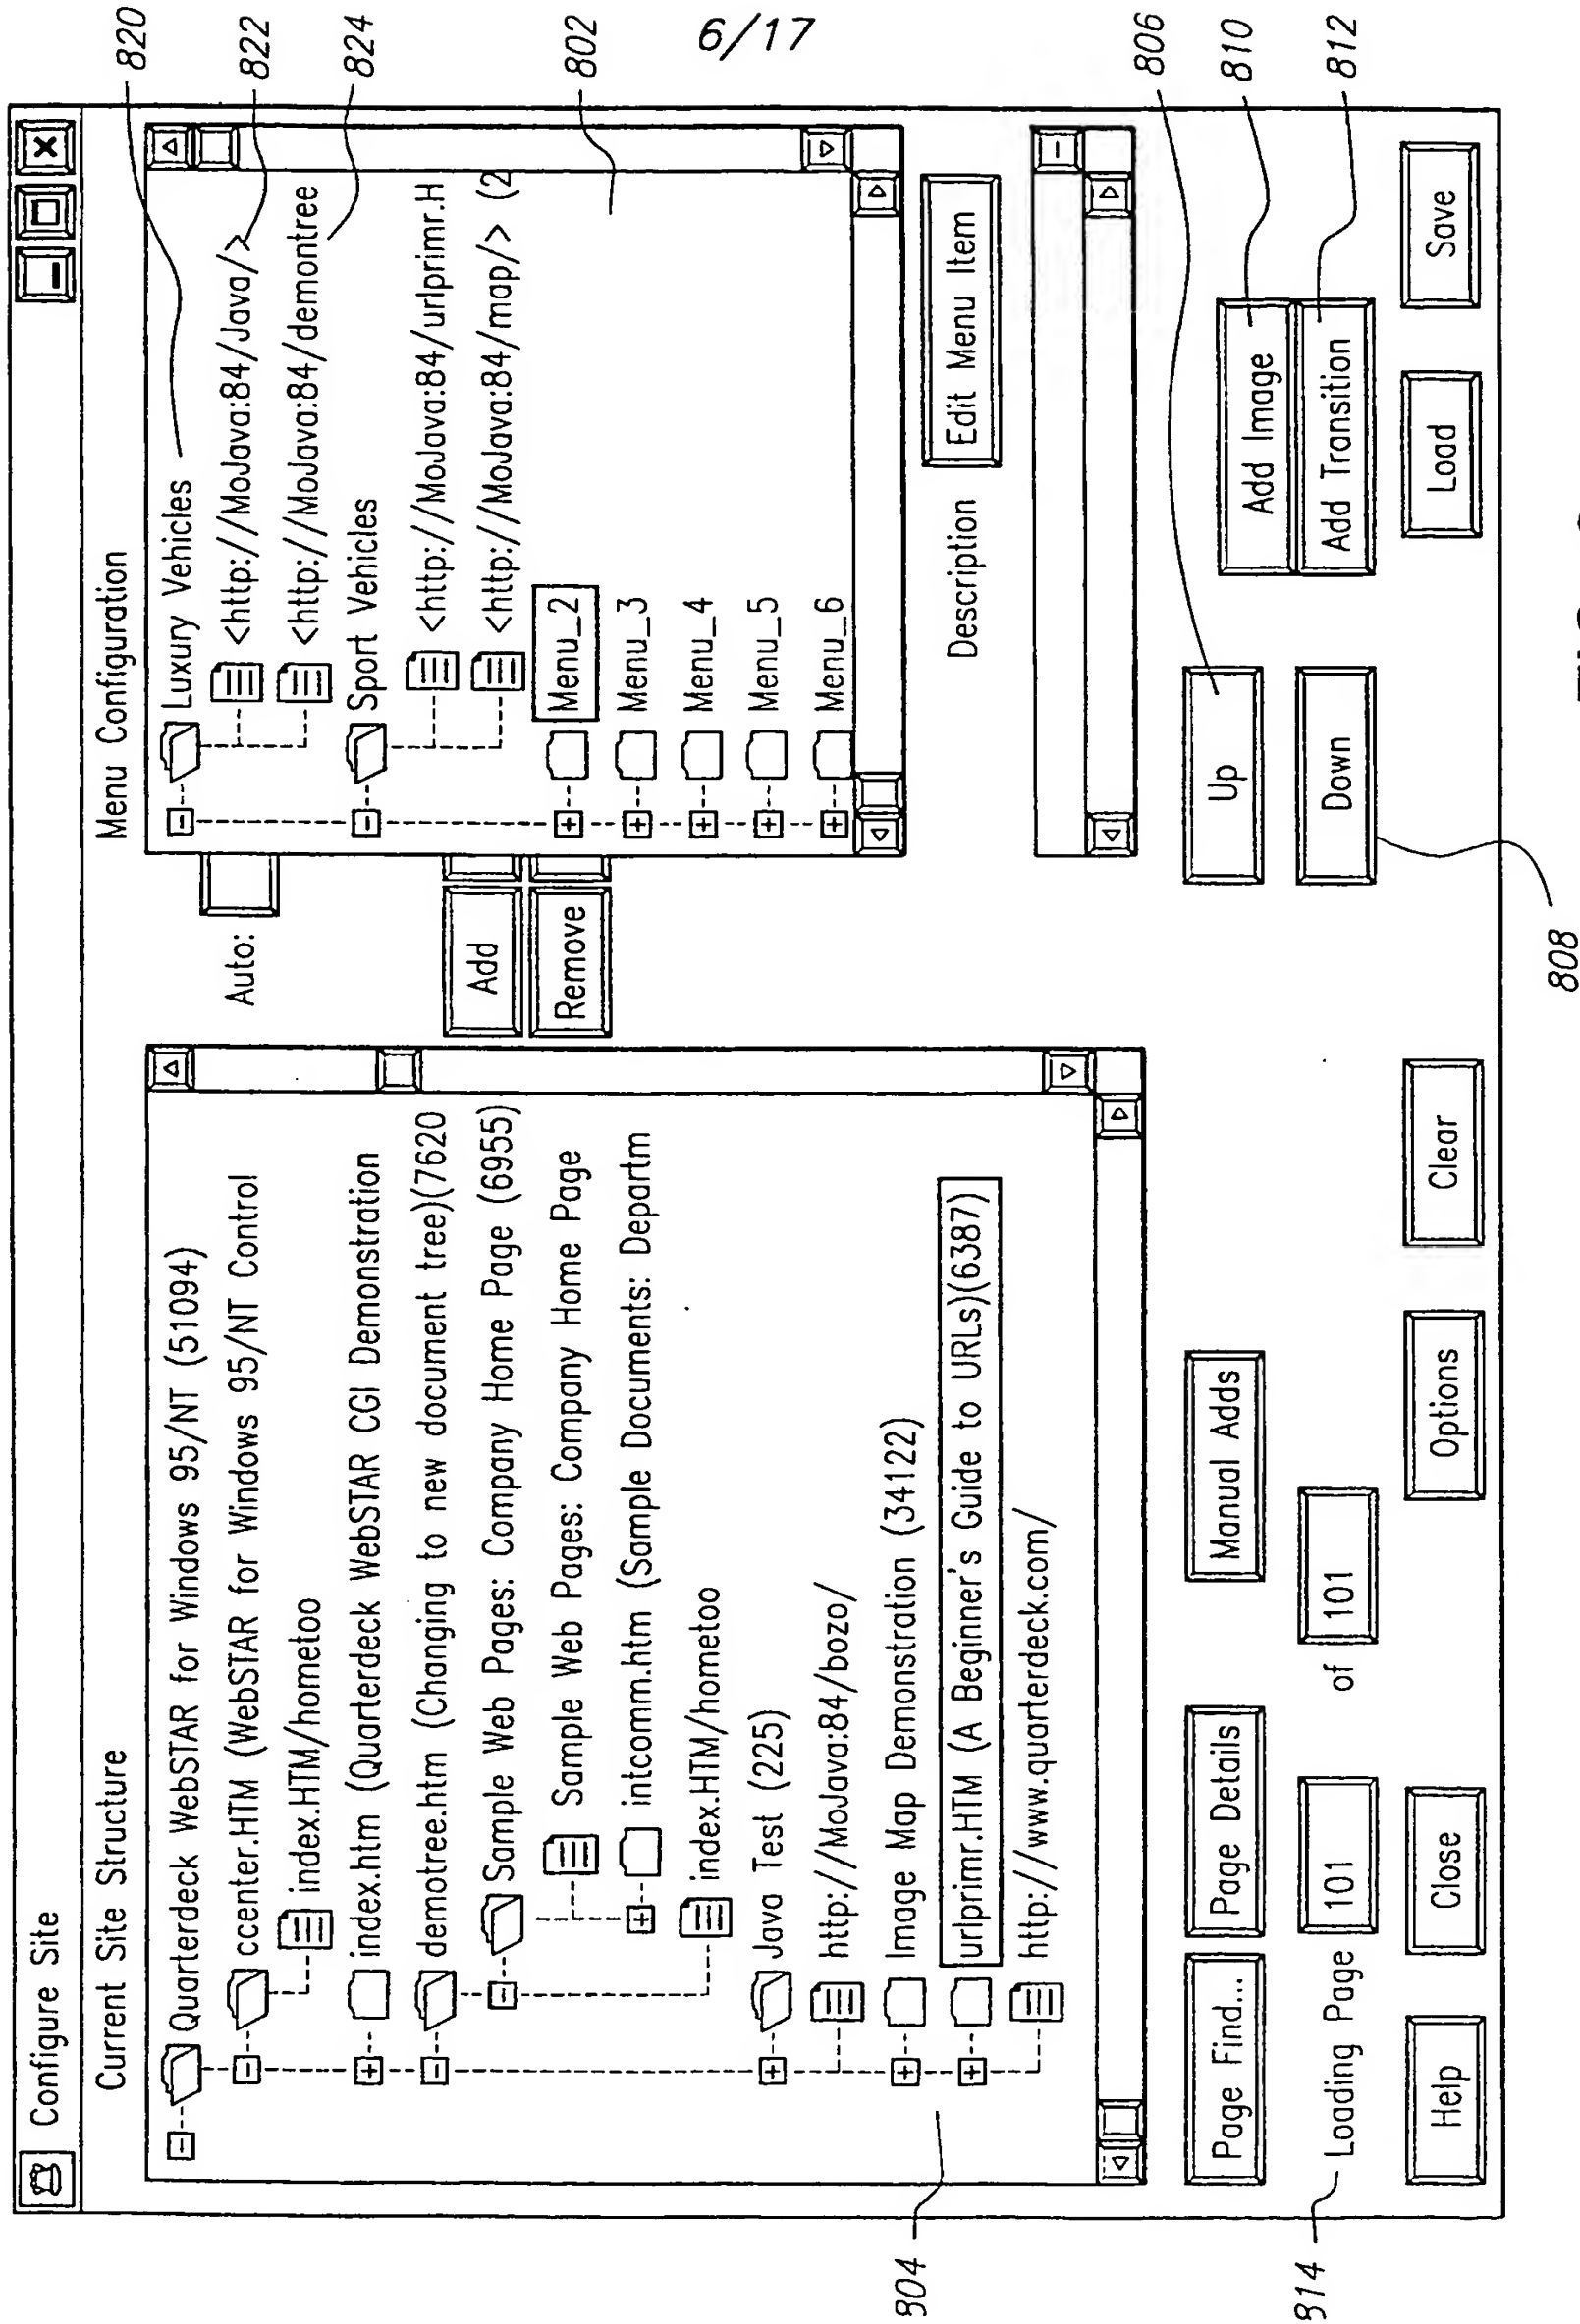 6/17
Configure Site
Current Site Structure
Quarterdeck WebSTAR for Windows 95/NT (51094)
ccenter.HTM (WebSTAR for Windows 95/NT Control
index.HTM/hometoo
index.htm (Quarterdeck WebSTAR CGI Demonstration
demotree.htm (Changing to new document tree)(7620
Sample Web Pages: Company Home Page (6955)
Sample Web Pages: Company Home Page
intcomm.htm (Sample Documents: Departm
index.HTM/hometoo
Java Test (225)
http://MoJava:84/bozo/
Image Map Demonstration (34122)
urlprimr.HTM (A Beginner's Guide to URLs)(6387)
http://www.quarterdeck.com/
804
Auto:
Add
Remove
Menu Configuration
Luxury Vehicles
820
<http://MoJava:84/Java/>
822
<http://MoJava:84/demontree
824
Sport Vehicles
<http://MoJava:84/urlprimr.H
<http://MoJava:84/map/> (2
802
Menu_2
Menu_3
Menu_4
Menu_5
Menu_6
Description
Edit Menu Item
Page Find...
Page Details
Manual Adds
Up
806
Add Image
810
814
Loading Page
101
of
101
Down
808
Add Transition
812
Help
Close
Options
Clear
Load
Save